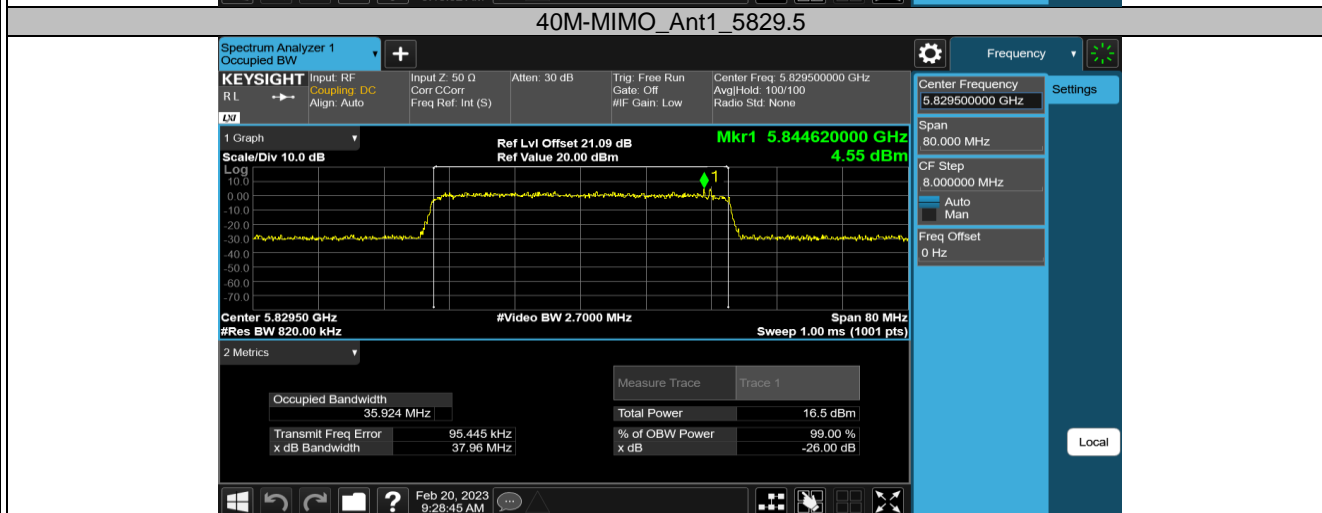 40M-MIMO_Ant1_5829.5
Spectrum Analyzer 1
Occupied BW
Frequency
KEYSIGHT Input: RF Input Z: 50 Ω Atten: 30 dB Trig: Free Run Center Freq: 5.829500000 GHz
RL Coupling: DC Corr CCorr Gate: Off Avg|Hold: 100/100
Align: Auto Freq Ref: Int (S) #IF Gain: Low Radio Std: None
LXI
Center Frequency
5.829500000 GHz
Settings
Span
80.000 MHz
CF Step
8.000000 MHz
Auto
Man
Freq Offset
0 Hz
Local
1 Graph Ref Lvl Offset 21.09 dB Mkr1 5.844620000 GHz
Scale/Div 10.0 dB Ref Value 20.00 dBm 4.55 dBm
Log
10.0
0.00
-10.0
-20.0
-30.0
-40.0
-50.0
-60.0
-70.0
1
Center 5.82950 GHz #Video BW 2.7000 MHz Span 80 MHz
#Res BW 820.00 kHz Sweep 1.00 ms (1001 pts)
2 Metrics
Measure Trace Trace 1
Occupied Bandwidth
35.924 MHz Total Power 16.5 dBm
Transmit Freq Error 95.445 kHz % of OBW Power 99.00 %
x dB Bandwidth 37.96 MHz x dB -26.00 dB
? Feb 20, 2023
9:28:45 AM